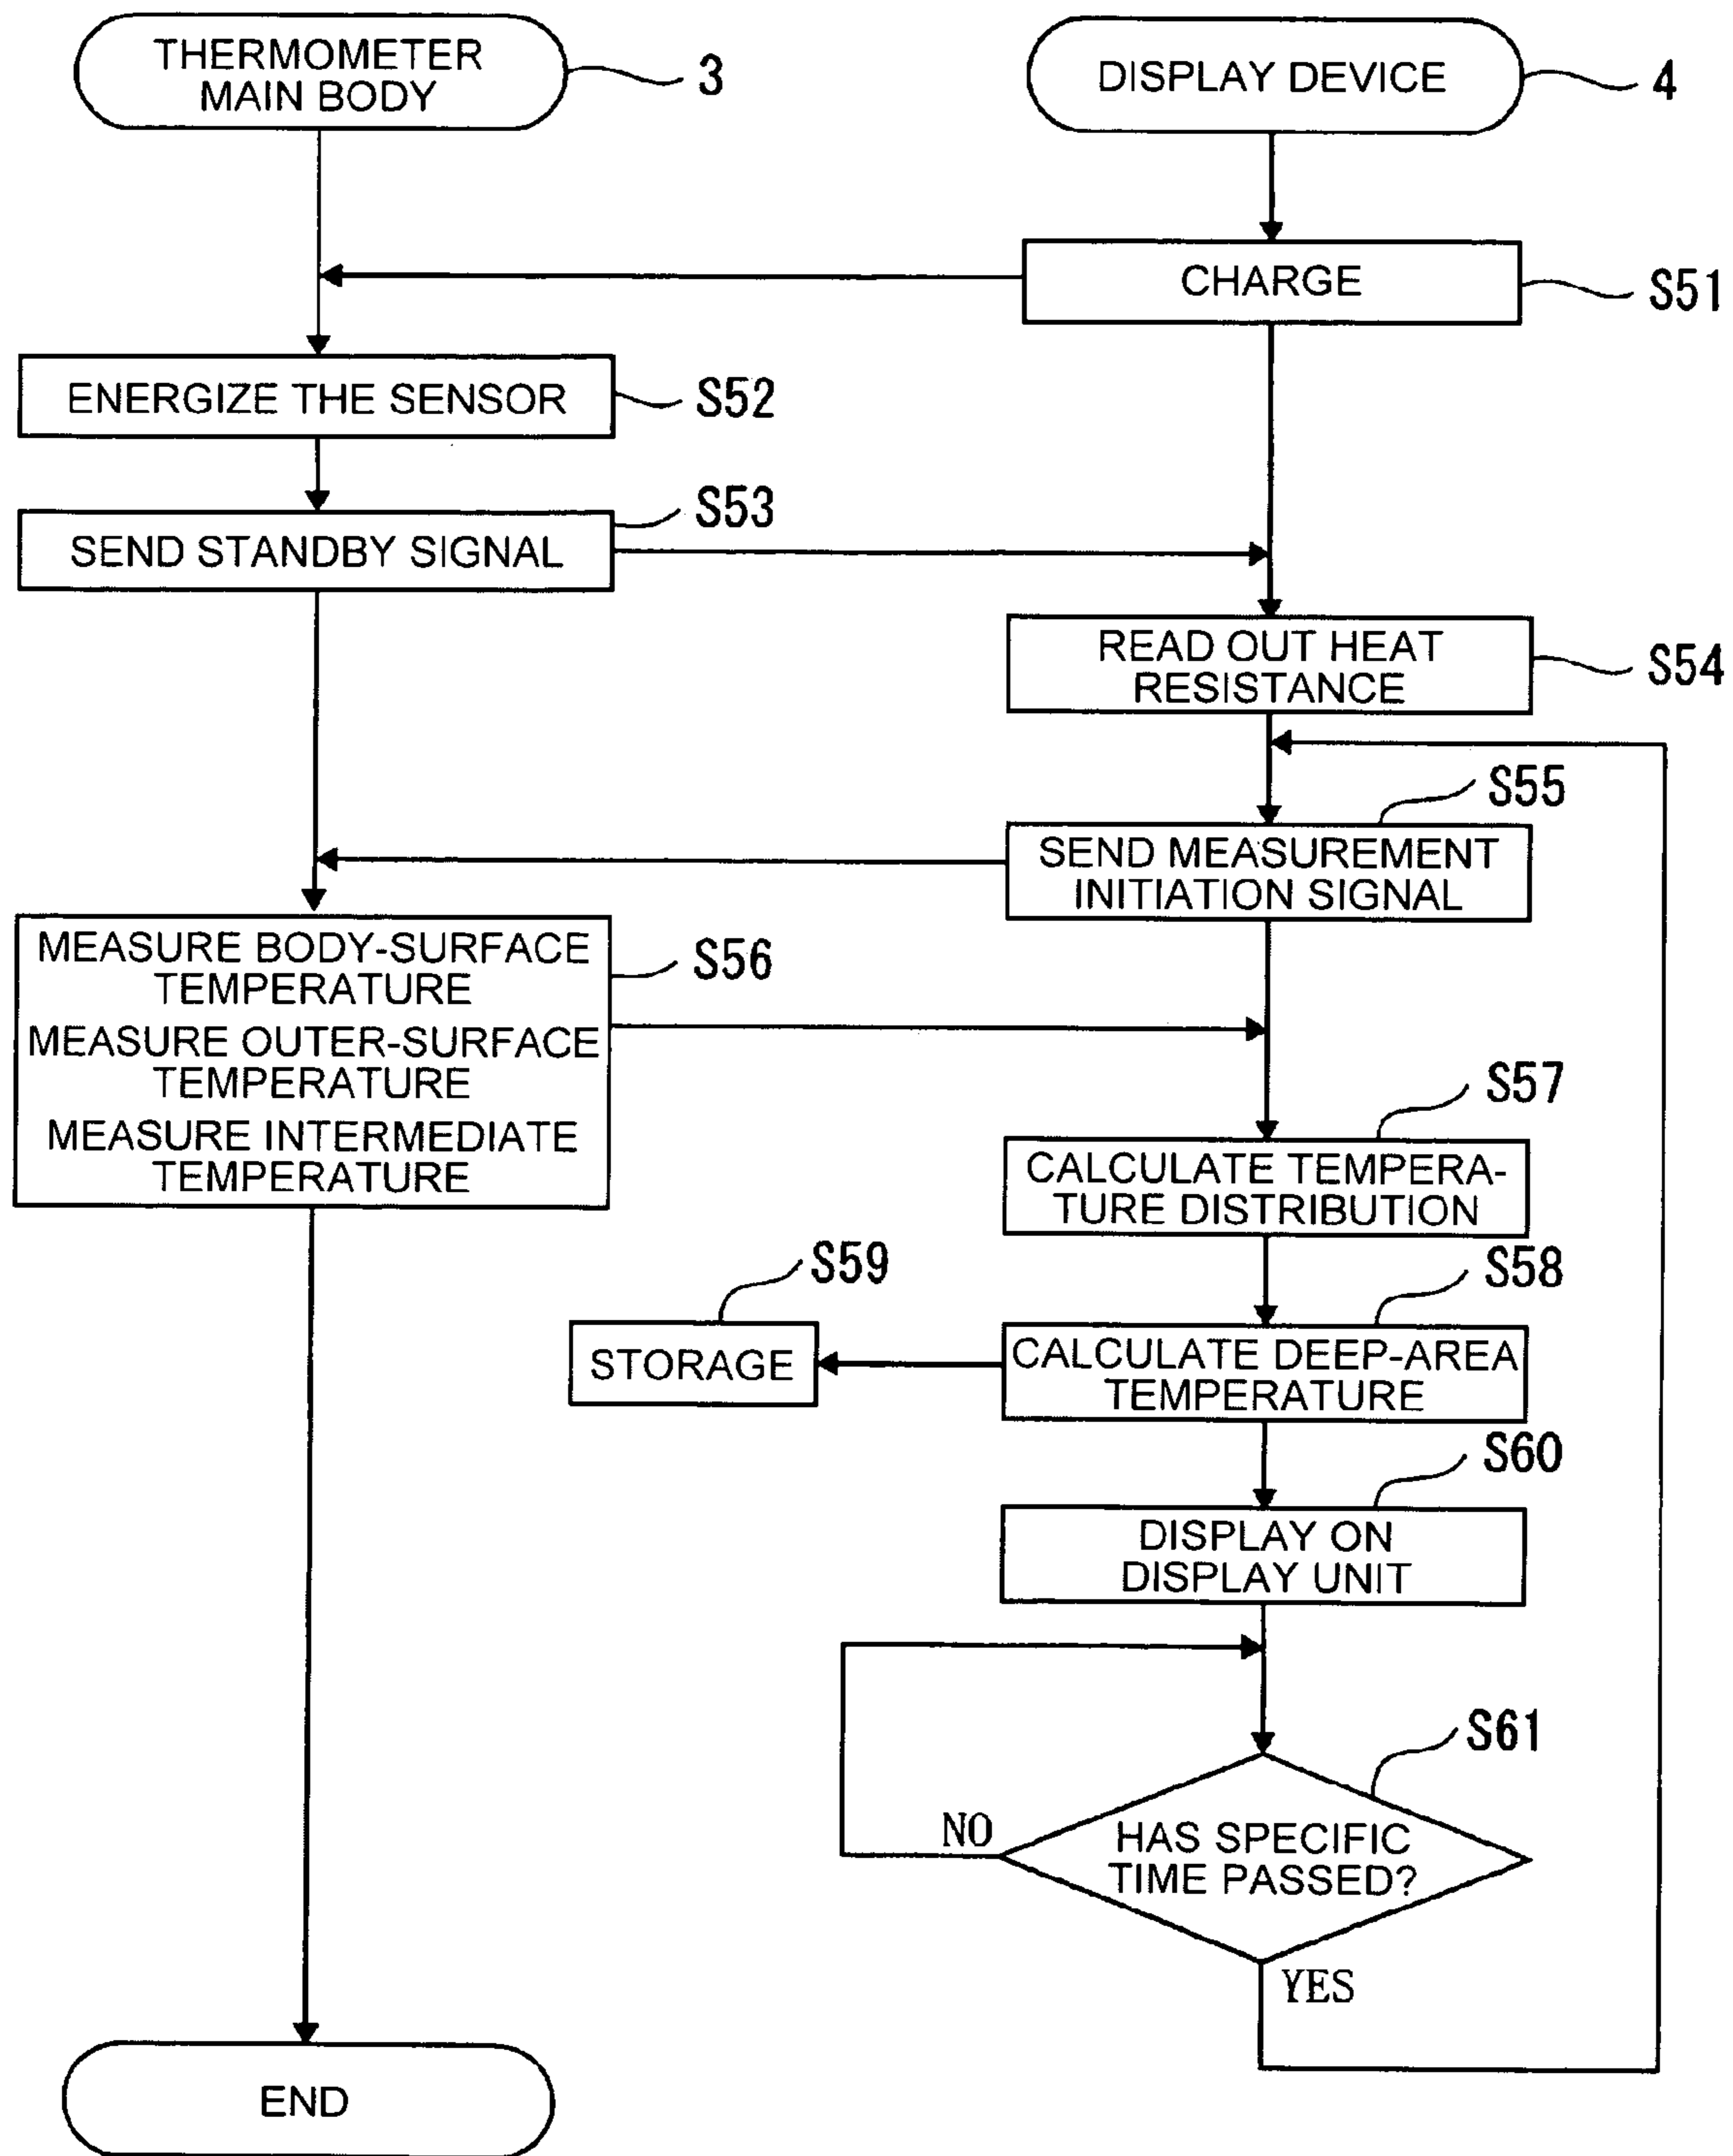 THERMOMETER
MAIN BODY
3
DISPLAY DEVICE
4
CHARGE
S51
ENERGIZE THE SENSOR
S52
S53
SEND STANDBY SIGNAL
READ OUT HEAT
RESISTANCE
S54
S55
SEND MEASUREMENT
INITIATION SIGNAL
MEASURE BODY-SURFACE
TEMPERATURE
MEASURE OUTER-SURFACE
TEMPERATURE
MEASURE INTERMEDIATE
TEMPERATURE
S56
S57
CALCULATE TEMPERA-
TURE DISTRIBUTION
S59
STORAGE
S58
CALCULATE DEEP-AREA
TEMPERATURE
S60
DISPLAY ON
DISPLAY UNIT
S61
NO
HAS SPECIFIC
TIME PASSED?
YES
END